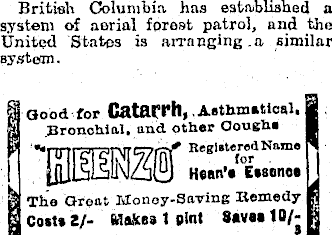 British Columbia has established a
system of aerial forest patrol, and the
United States is arranging a similar
system.
Good for Catarrh, Asthmatical,
Bronchial, and other Coughs
"HEENZO" Registered Name
for
Hean's Essence
The Great Money-Saving Remedy
Costs 2/- Makes 1 pint Saves 10/-
3